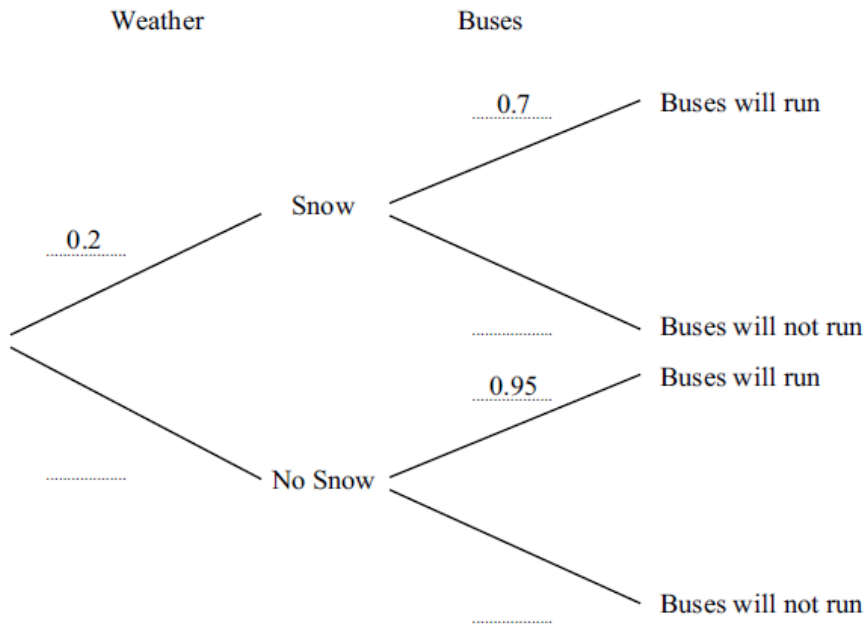 Weather Buses
0.7
Buses will run
Snow
0.2
Buses will not run
Buses will run
0.95
No Snow
Buses will not run